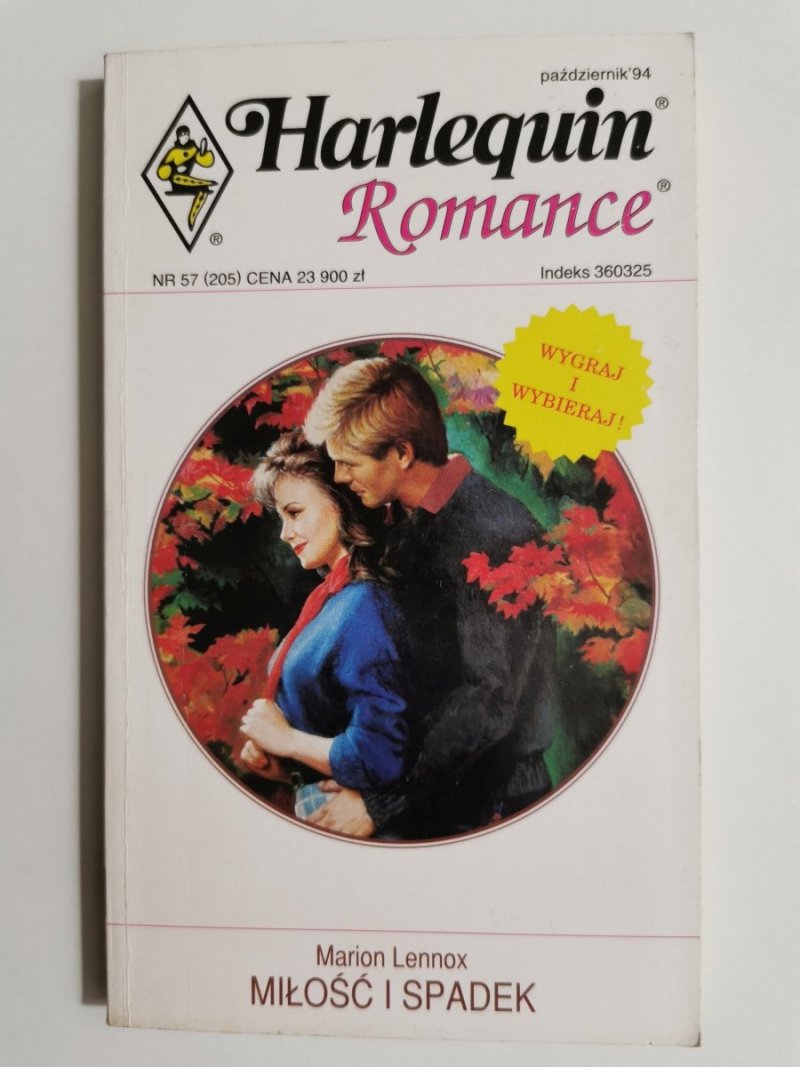 październik'94
Harlequin®
Romance®
®
NR 57 (205) CENA 23 900 zł
Indeks 360325
WYGRAJ
I
WYBIERAJ!
Marion Lennox
MIŁOŚĆ I SPADEK